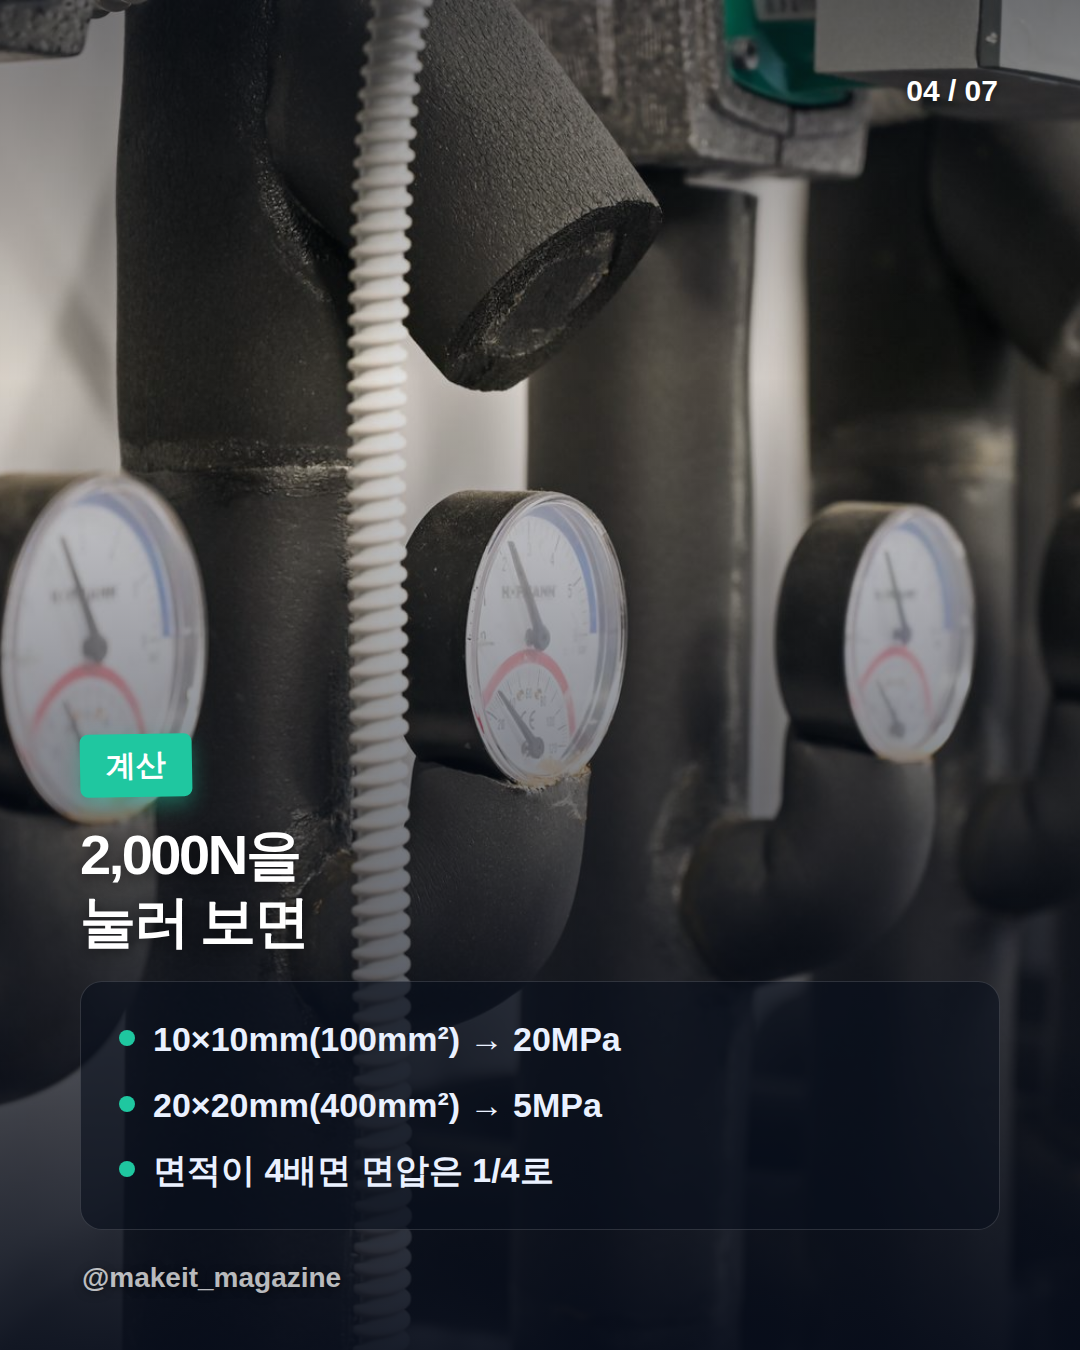 04 / 07
계산
2,000N을
눌러 보면
10×10mm(100mm²) → 20MPa
20×20mm(400mm²) → 5MPa
면적이 4배면 면압은 1/4로
@makeit_magazine